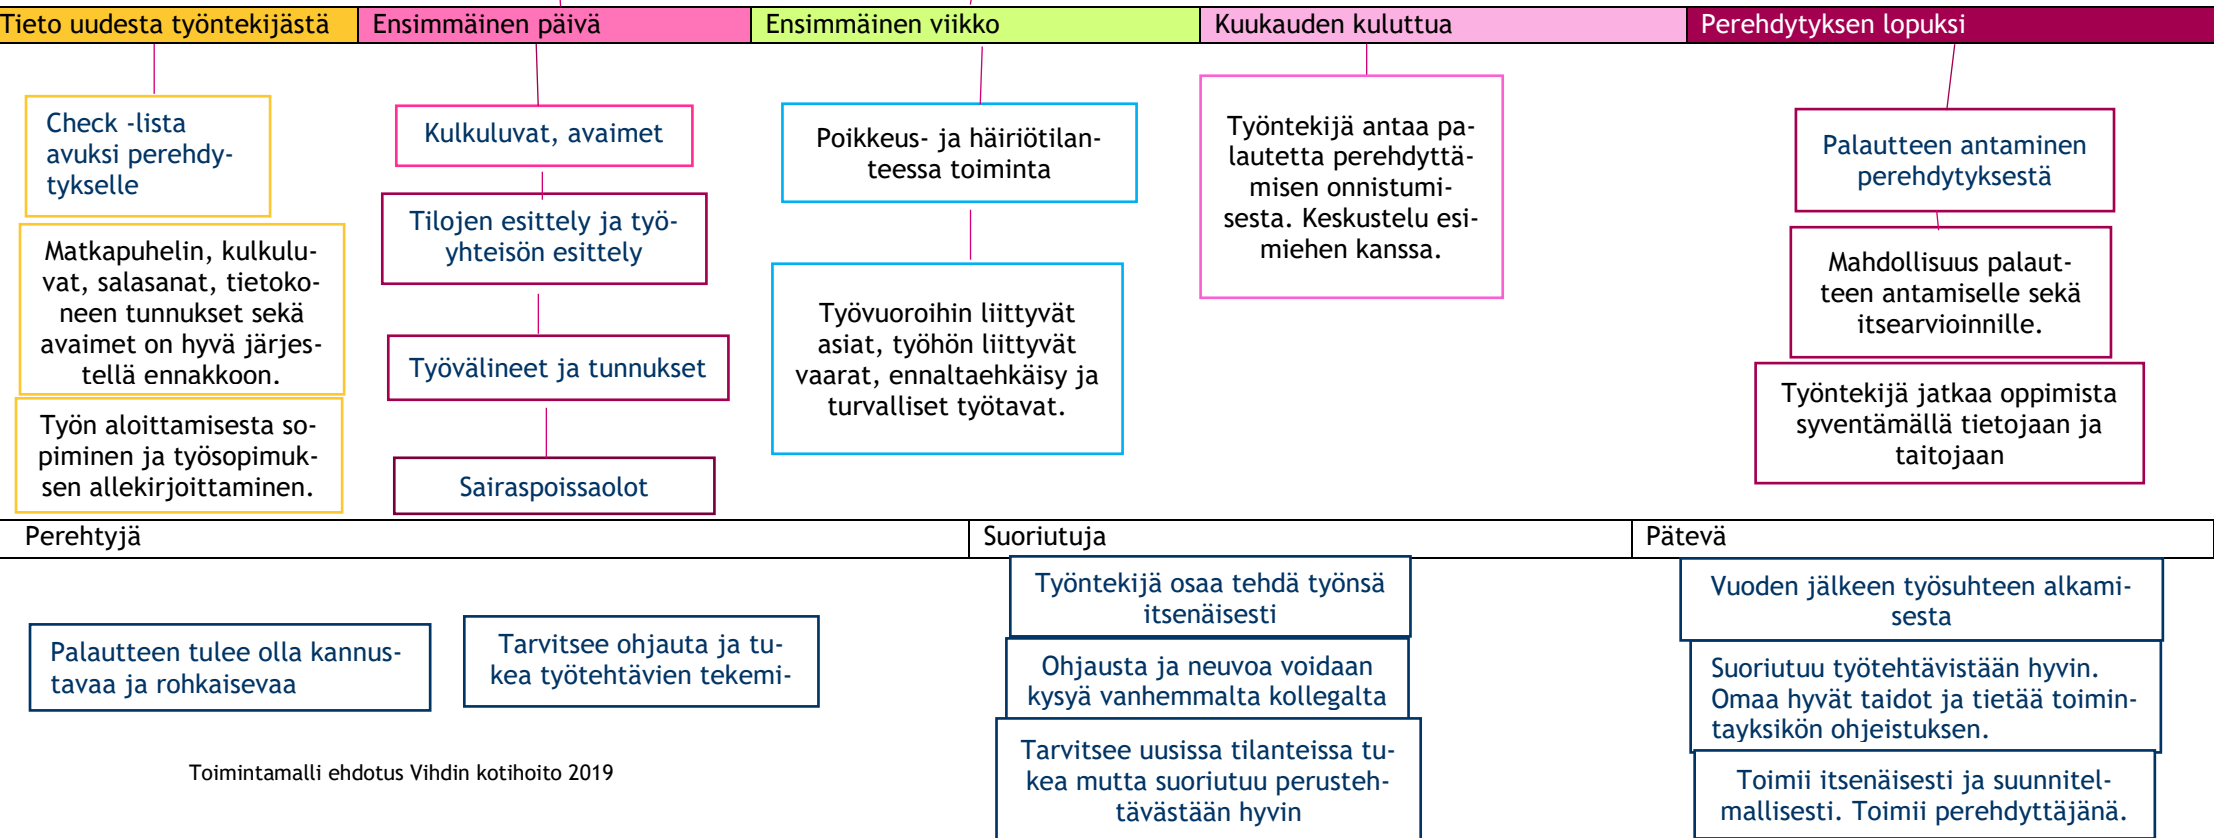 Tieto uudesta työntekijästä
Ensimmäinen päivä
Ensimmäinen viikko
Kuukauden kuluttua
Perehdytyksen lopuksi
Check -lista
avuksi perehdy-
tykselle
Matkapuhelin, kulkulu-
vat, salasanat, tietoko-
neen tunnukset sekä
avaimet on hyvä järjes-
tellä ennakkoon.
Työn aloittamisesta so-
piminen ja työsopimuk-
sen allekirjoittaminen.
Kulkuluvat, avaimet
Tilojen esittely ja työ-
yhteisön esittely
Työvälineet ja tunnukset
Sairaspoissaolot
Poikkeus- ja häiriötilan-
teessa toiminta
Työvuoroihin liittyvät
asiat, työhön liittyvät
vaarat, ennaltaehkäisy ja
turvalliset työtavat.
Työntekijä antaa pa-
lautetta perehdyttä-
misen onnistumi-
sesta. Keskustelu esi-
miehen kanssa.
Palautteen antaminen
perehdytyksestä
Mahdollisuus palaut-
teen antamiselle sekä
itsearvioinnille.
Työntekijä jatkaa oppimista
syventämällä tietojaan ja
taitojaan
Perehtyjä
Suoriutuja
Pätevä
Palautteen tulee olla kannus-
tavaa ja rohkaisevaa
Tarvitsee ohjauta ja tu-
kea työtehtävien tekemi-
Työntekijä osaa tehdä työnsä
itsenäisesti
Ohjausta ja neuvoa voidaan
kysyä vanhemmalta kollegalta
Tarvitsee uusissa tilanteissa tu-
kea mutta suoriutuu perusteh-
tävästään hyvin
Vuoden jälkeen työsuhteen alkami-
sesta
Suoriutuu työtehtävistään hyvin.
Omaa hyvät taidot ja tietää toimin-
tayksikön ohjeistuksen.
Toimii itsenäisesti ja suunnitel-
mallisesti. Toimii perehdyttäjänä.
Toimintamalli ehdotus Vihdin kotihoito 2019